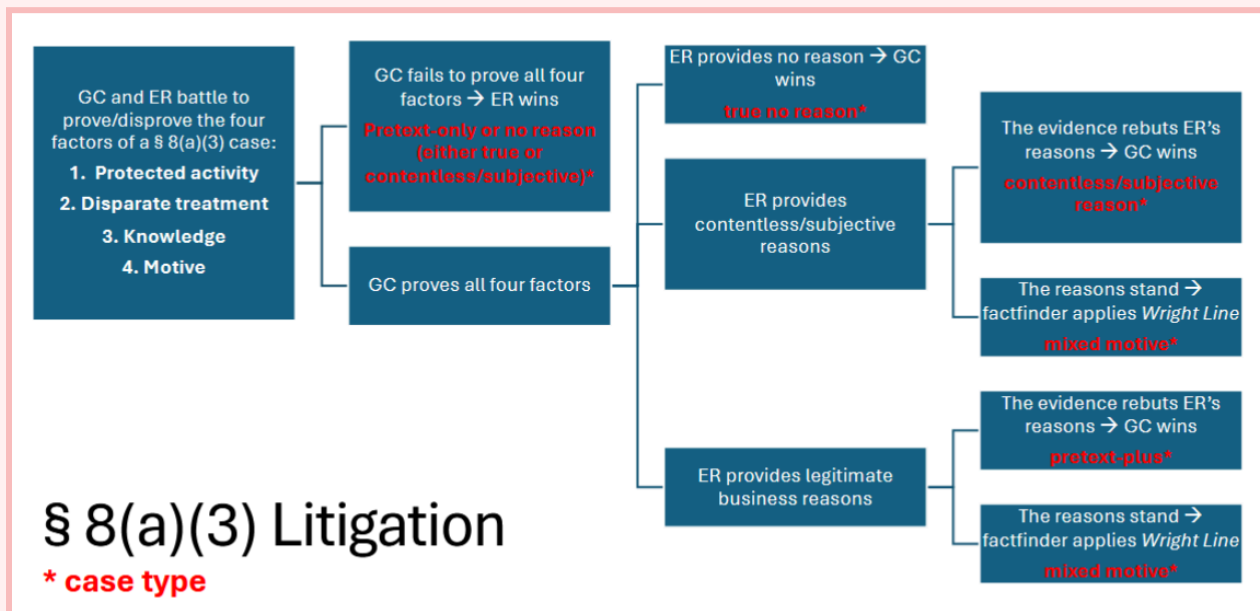 GC and ER battle to
prove/disprove the four
factors of a § 8(a)(3) case:
1. Protected activity
2. Disparate treatment
3. Knowledge
4. Motive
GC fails to prove all four
factors → ER wins
Pretext-only or no reason
(either true or
contentless/subjective)*
GC proves all four factors
ER provides no reason → GC
wins
true no reason*
ER provides
contentless/subjective
reasons
ER provides legitimate
business reasons
The evidence rebuts ER's
reasons → GC wins
contentless/subjective
reason*
The reasons stand →
factfinder applies Wright Line
mixed motive*
The evidence rebuts ER's
reasons → GC wins
pretext-plus*
The reasons stand →
factfinder applies Wright Line
mixed motive*
§ 8(a)(3) Litigation
* case type